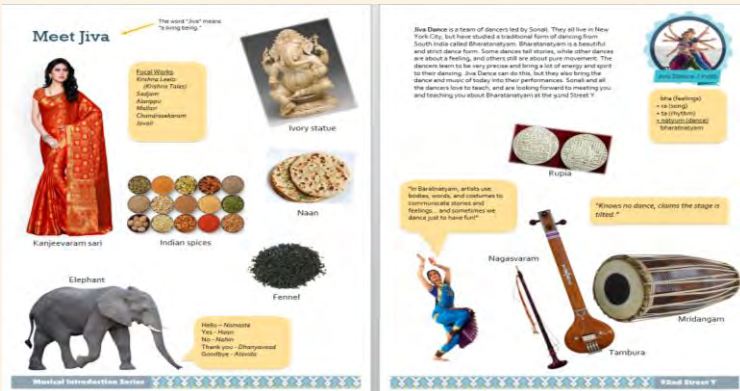 Meet Jiva
The word "Jiva" means
"a living being."
Focal Works
Krishna Leela
(Krishna Tales)
Sadjam
Alarippu
Mallari
Chandrasekaram
Javali
Ivory statue
Kanjeevaram sari
Indian spices
Naan
Fennel
Elephant
Hello – Namaste
Yes - Haan
No - Nahin
Thank you - Dhanyavaad
Goodbye - Alavida
Musical Introduction Series
Jiva Dance is a team of dancers led by Sonali. They all live in New
York City, but have studied a traditional form of dancing from
South India called Bharatanatyam. Bharatanatyam is a beautiful
and strict dance form. Some dances tell stories, while other dances
are about a feeling, and others still are about pure movement. The
dancers learn to be very precise and bring a lot of energy and spirit
to their dancing. Jiva Dance can do this, but they also bring the
dance and music of today into their performances. Sonali and all
the dancers love to teach, and are looking forward to meeting you
and teaching you about Bharatanatyam at the 92nd Street Y
Jiva Dance / India
bha (feelings)
+ ra (song)
+ ta (rhythm)
+ natyum (dance)
bharatnatyam
Rupia
"In Baratnatyam, artists use
bodies, words, and costumes to
communicate stories and
feelings... and sometimes we
dance just to have fun!"
"Knows no dance, claims the stage is
tilted."
Nagasvaram
Tambura
Mridangam
92nd Street Y